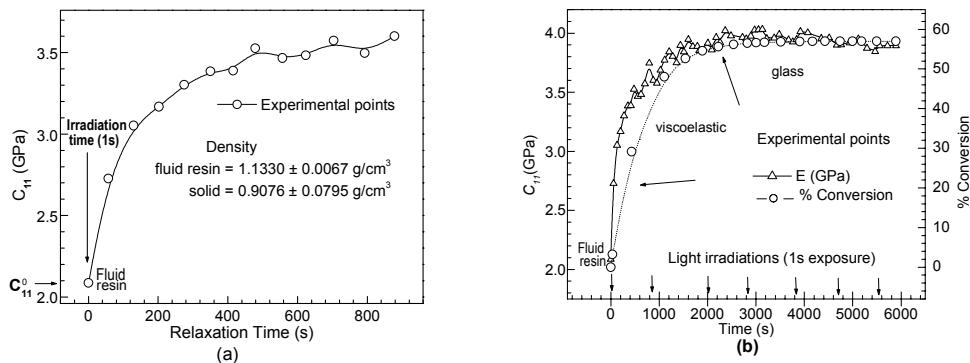 3.5
3.0
2.5
2.0
C₁₁ (GPa)
Irradiation
time (1s)
Experimental points
Density
fluid resin = 1.1330 ± 0.0067 g/cm³
solid = 0.9076 ± 0.0795 g/cm³
Fluid
resin
C⁰₁₁
0 200 400 600 800
Relaxation Time (s)
(a)
4.0
3.5
3.0
2.5
2.0
C₁₁(GPa)
glass
viscoelastic
Experimental points
E (GPa)
% Conversion
Fluid
resin
Light irradiations (1s exposure)
60
50
40
30
20
10
0
% Conversion
0 1000 2000 3000 4000 5000 6000
Time (s)
(b)